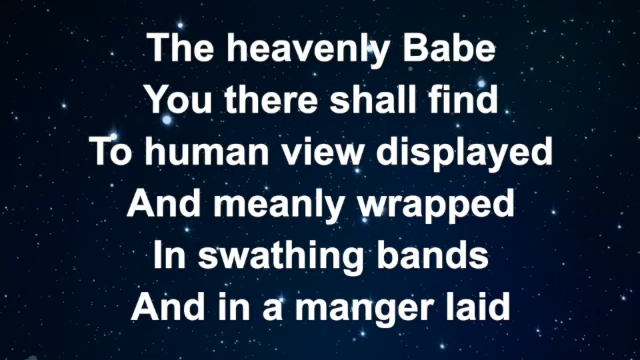 The heavenly Babe
You there shall find
To human view displayed
And meanly wrapped
In swathing bands
And in a manger laid